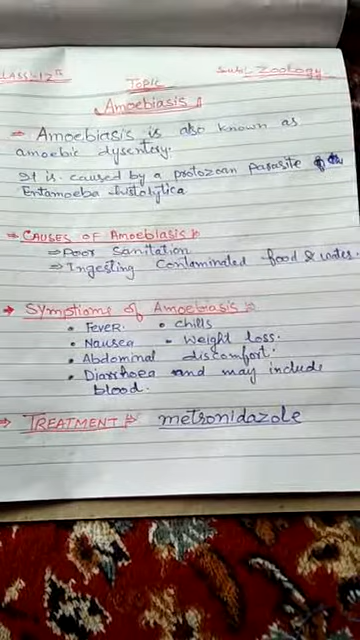 CLASS-12th Sub:- Zoology
Topic
Amoebiasis
⇒ Amoebiasis is also known as
amoebic dysentery.
It is caused by a protozoan parasite
Entamoeba histolytica
⇒ CAUSES OF AMOEBIASIS
⇒ Poor sanitation
⇒ Ingesting contaminated food & water.
→ Symptioms of AMOEBIASIS
• FEVER. • chills
• Nausea • Weight loss.
• Abdominal discomfort.
• Diarrhoea and may include
blood.
⇒ TREATMENT metronidazole